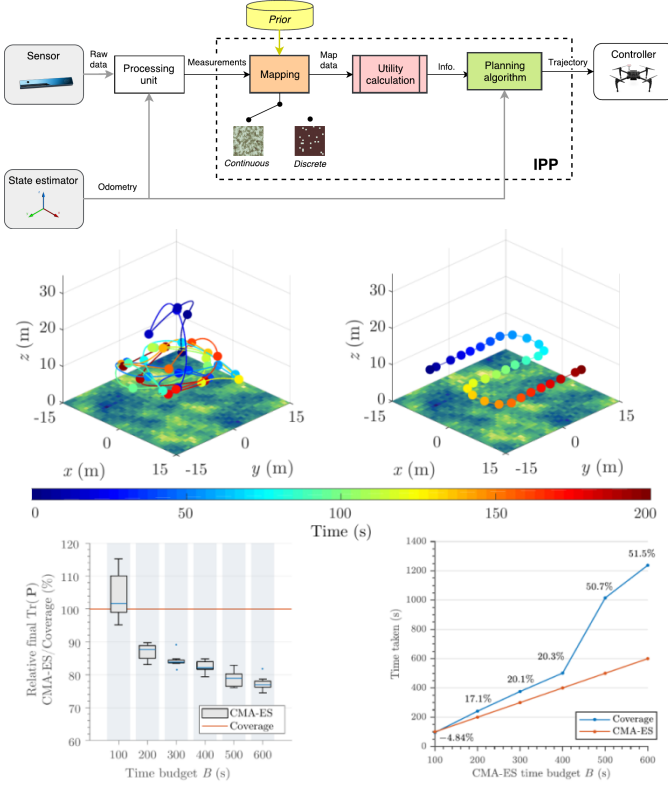 Prior
Sensor
Raw
data
Processing
unit
Measurements
Mapping
Map
data
Utility
calculation
Info.
Planning
algorithm
Trajectory
Controller
Continuous
Discrete
IPP
State estimator
Odometry
30
20
z (m)
10
0
-15
0
x (m)
15
-15
0
y (m)
15
30
20
z (m)
10
0
-15
0
x (m)
15
-15
0
y (m)
15
0
50
100
150
200
Time (s)
Relative final Tr(P)
CMA-ES/Coverage (%)
120
100
90
80
70
60
CMA-ES
Coverage
100 200 300 400 500 600
Time budget B (s)
Time taken (s)
1400
1200
1000
800
600
400
200
0
−4.84%
17.1%
20.1%
20.3%
50.7%
51.5%
Coverage
CMA-ES
100 200 300 400 500 600
CMA-ES time budget B (s)